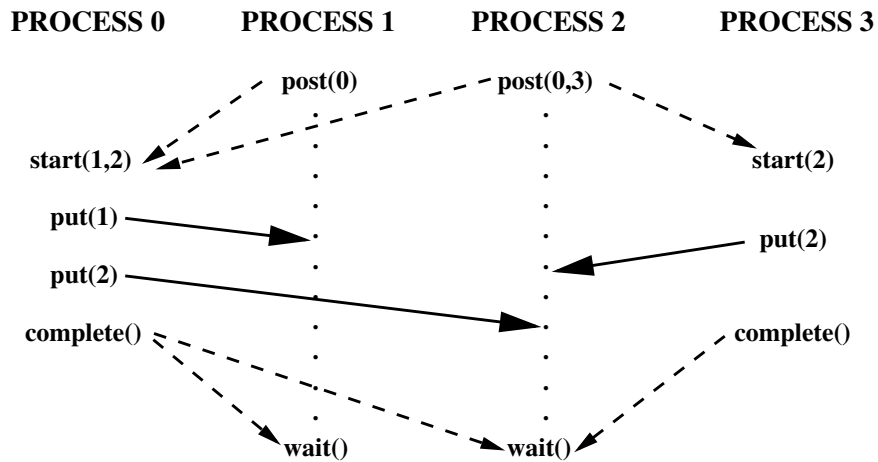 PROCESS 0 PROCESS 1 PROCESS 2 PROCESS 3
post(0) post(0,3)
start(1,2) start(2)
put(1)
put(2)
put(2)
complete() complete()
wait() wait()